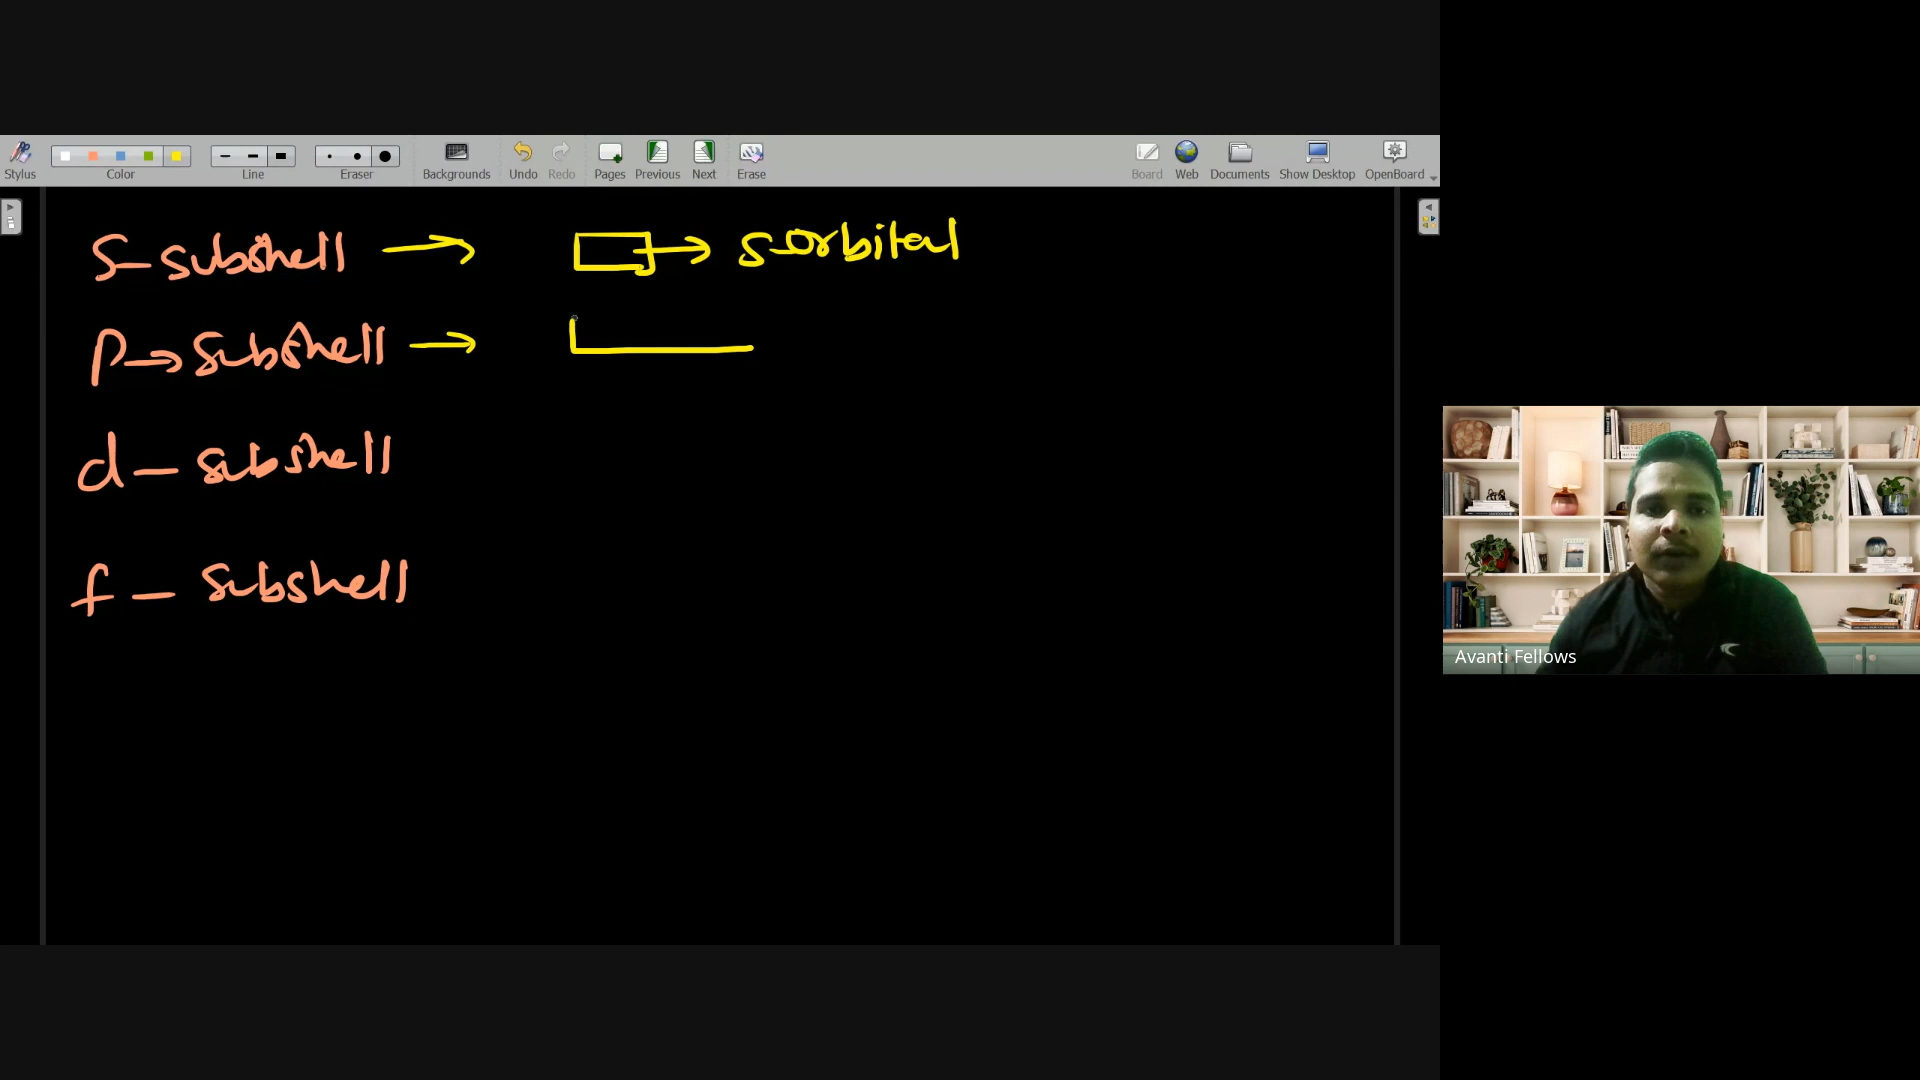 Stylus Color Line Eraser Backgrounds Undo Redo Pages Previous Next Erase Board Web Documents Show Desktop OpenBoard
S-subshell → → s-orbital
p→subshell →
d - subshell
f - subshell
Avanti Fellows